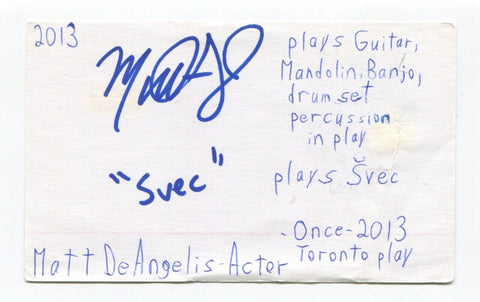 2013
plays Guitar,
Mandolin, Banjo,
drum set
percussion
in play
"Svec"
plays Švec
- Once-2013
Toronto play
Matt DeAngelis-Actor